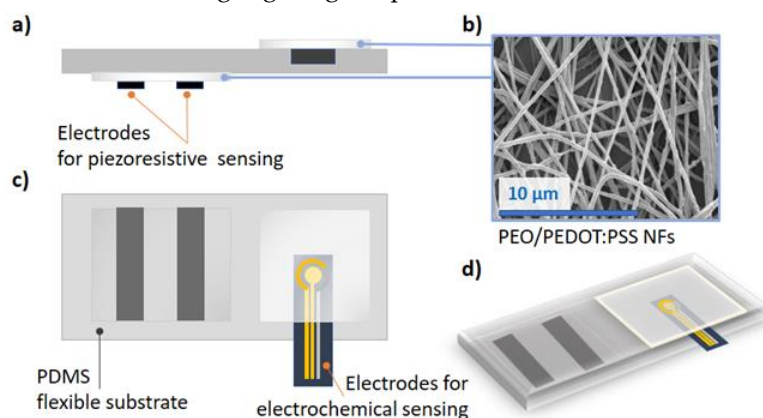 a)
b)
Electrodes
for piezoresistive sensing
10 µm
PEO/PEDOT:PSS NFs
c)
d)
PDMS
flexible substrate
Electrodes for
electrochemical sensing